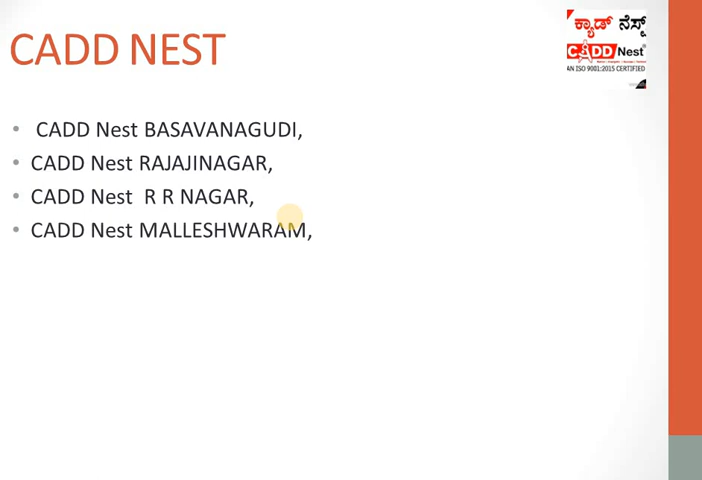 CADD NEST
ಕ್ಯಾಡ್ ನೆಸ್ಟ್
CADD Nest
AN ISO 9001:2015 CERTIFIED
• CADD Nest BASAVANAGUDI,
• CADD Nest RAJAJINAGAR,
• CADD Nest R R NAGAR,
• CADD Nest MALLESHWARAM,